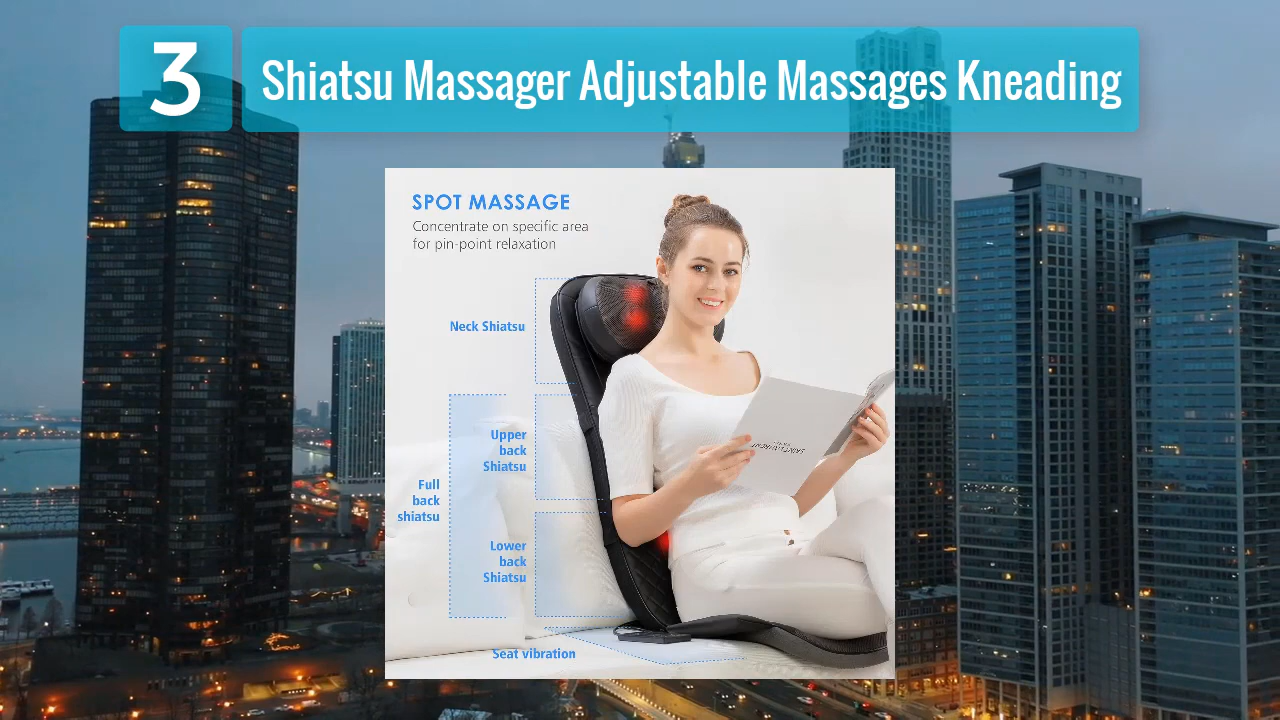 3
Shiatsu Massager Adjustable Massages Kneading
SPOT MASSAGE
Concentrate on specific area
for pin-point relaxation
Neck Shiatsu
Upper
back
Shiatsu
Full
back
shiatsu
Lower
back
Shiatsu
Seat vibration